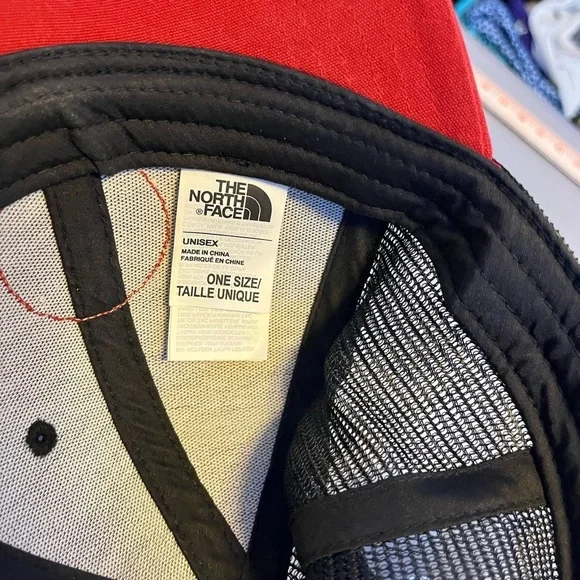 THE
NORTH
®FACE
UNISEX
MADE IN CHINA
FABRIQUÉ EN CHINE
ONE SIZE/
TAILLE UNIQUE